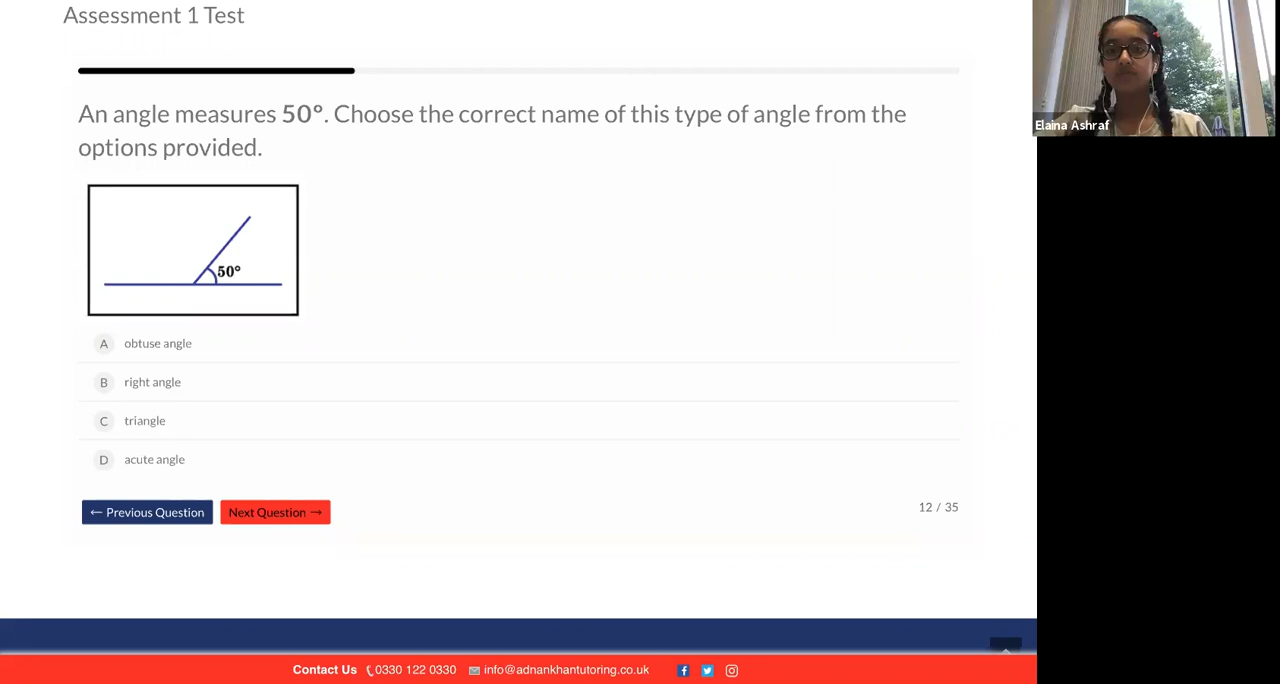 Assessment 1 Test
Elaina Ashraf
An angle measures 50°. Choose the correct name of this type of angle from the
options provided.
50°
A obtuse angle
B right angle
C triangle
D acute angle
← Previous Question Next Question →
12 / 35
Contact Us 0330 122 0330 info@adnankhantutoring.co.uk